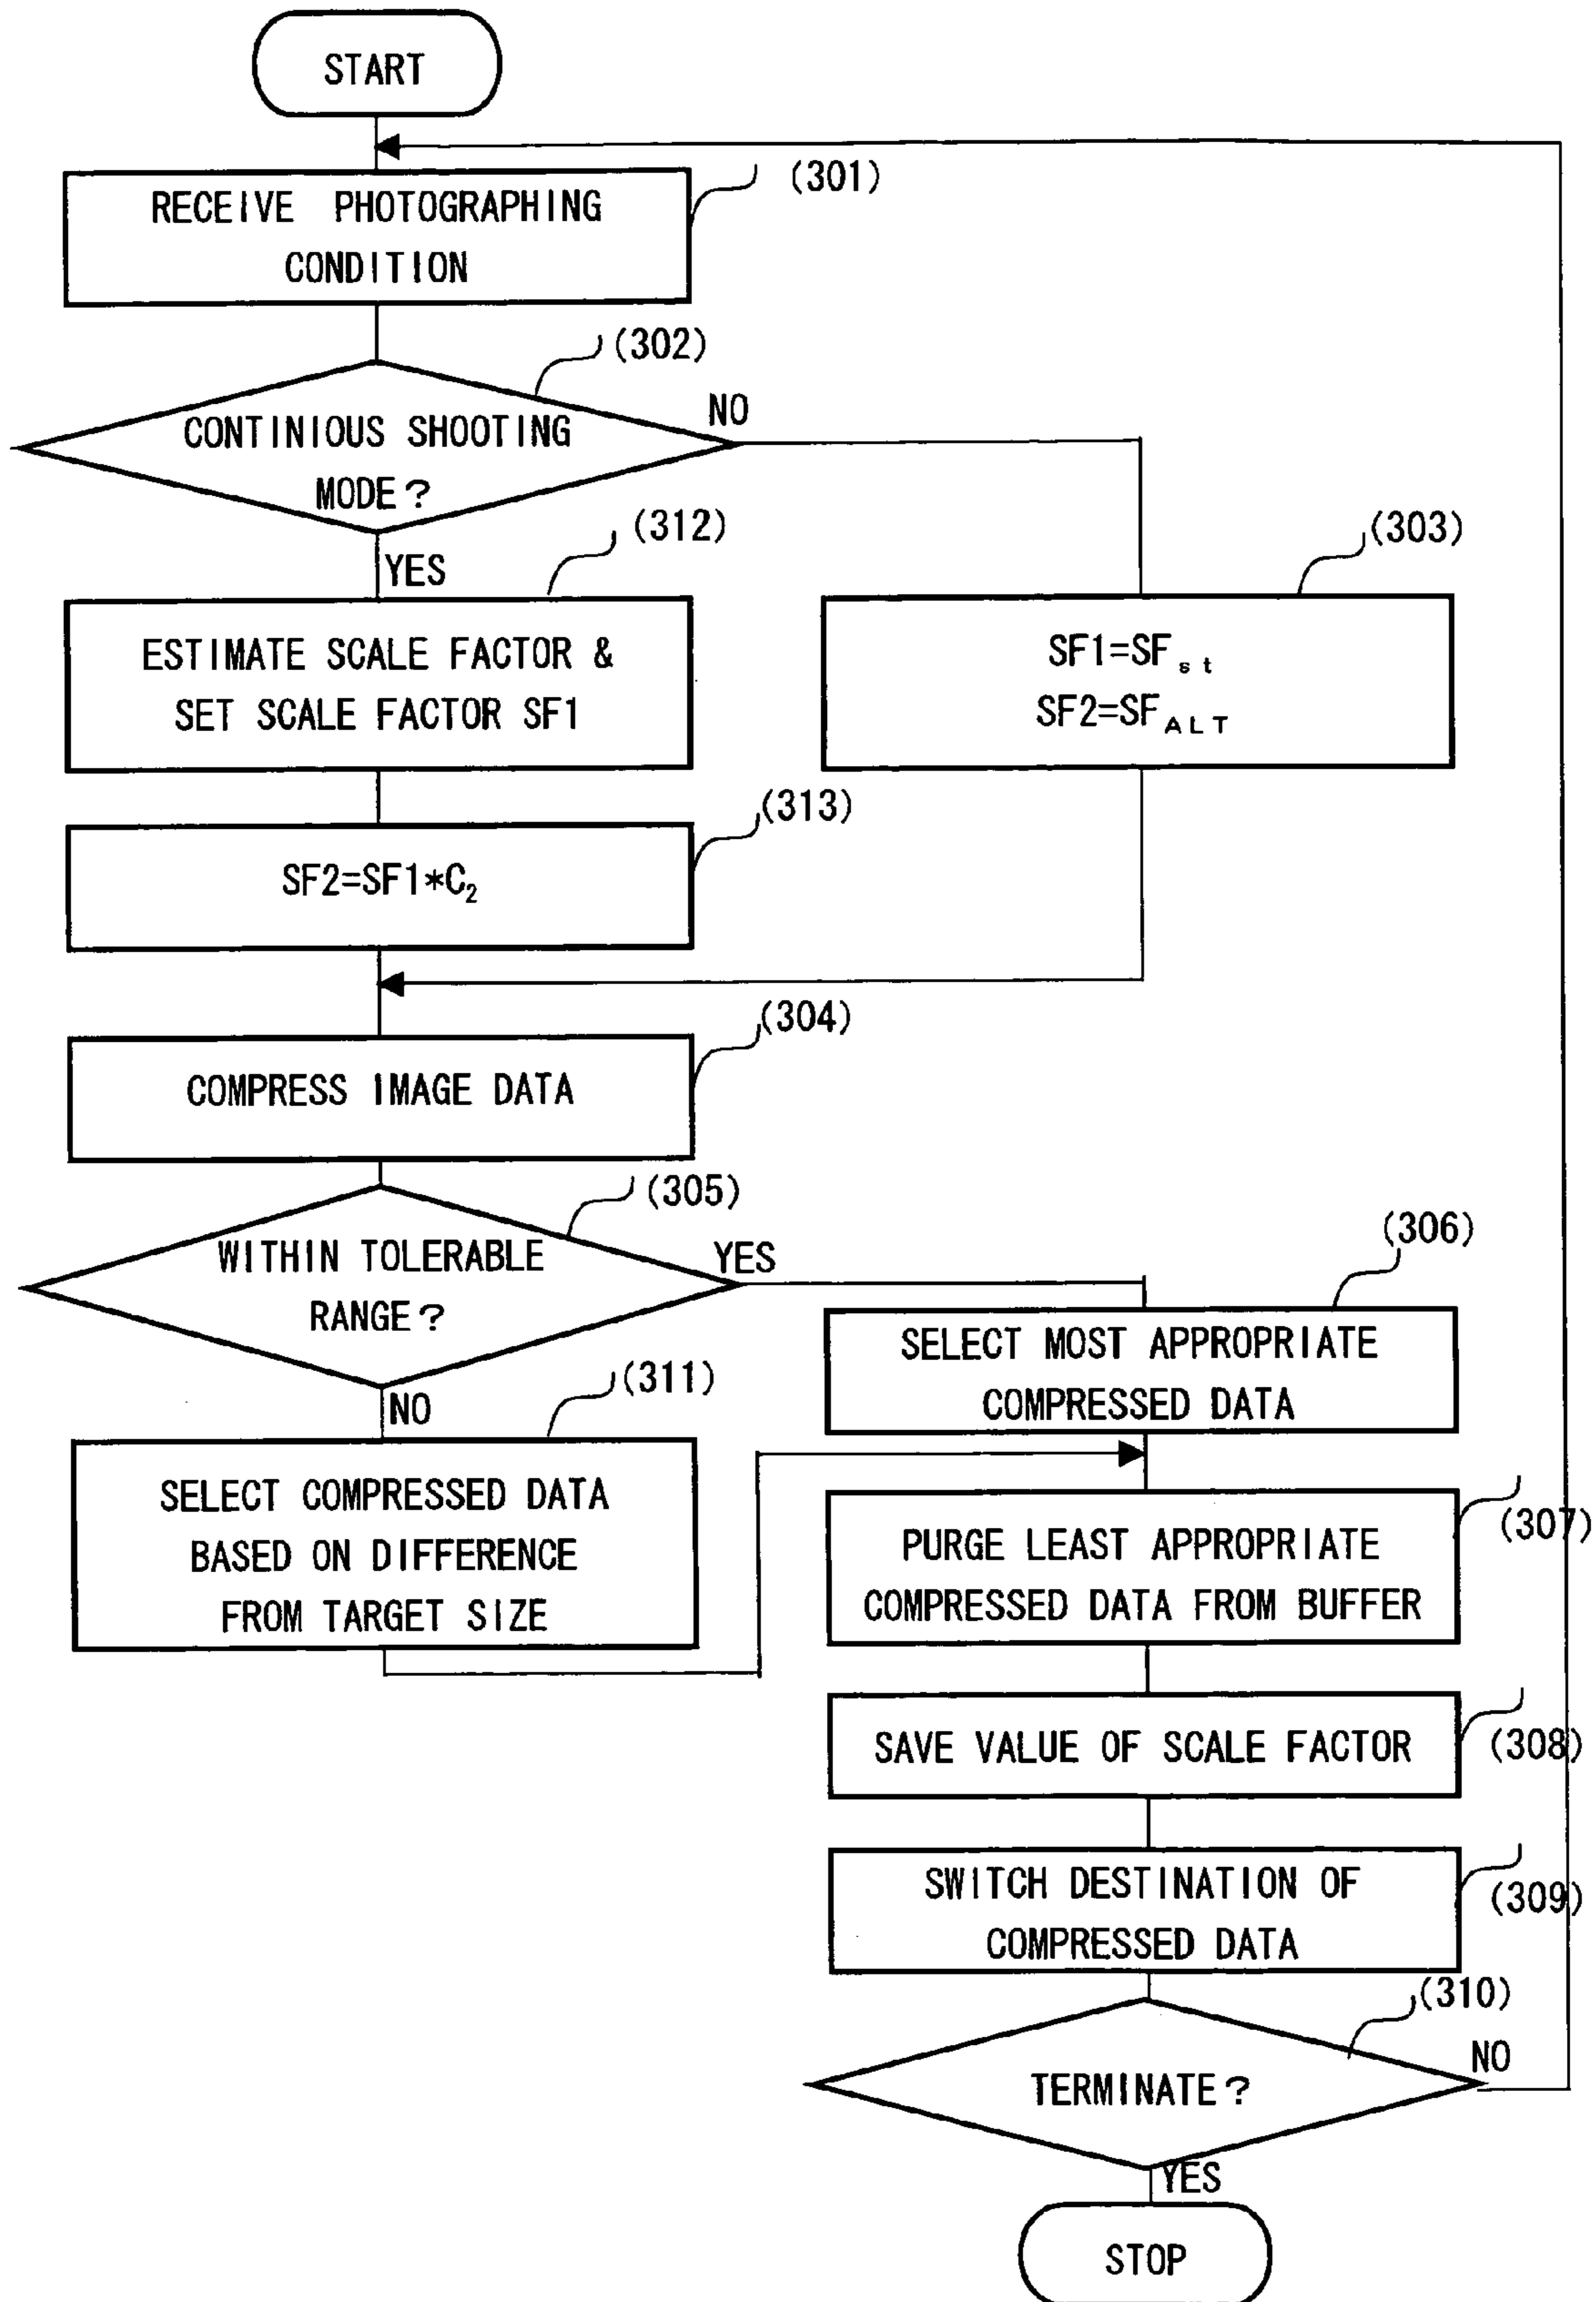 START
(301)
RECEIVE PHOTOGRAPHING
CONDITION
(302)
NO
CONTINIOUS SHOOTING
MODE?
(312)
YES
(303)
ESTIMATE SCALE FACTOR &
SET SCALE FACTOR SF1
SF1=SFst
SF2=SFALT
(313)
SF2=SF1*C2
(304)
COMPRESS IMAGE DATA
(305)
WITHIN TOLERABLE
RANGE?
YES
(306)
SELECT MOST APPROPRIATE
COMPRESSED DATA
(311)
NO
SELECT COMPRESSED DATA
BASED ON DIFFERENCE
FROM TARGET SIZE
(307)
PURGE LEAST APPROPRIATE
COMPRESSED DATA FROM BUFFER
SAVE VALUE OF SCALE FACTOR
(308)
SWITCH DESTINATION OF
COMPRESSED DATA
(309)
(310)
TERMINATE?
NO
YES
STOP